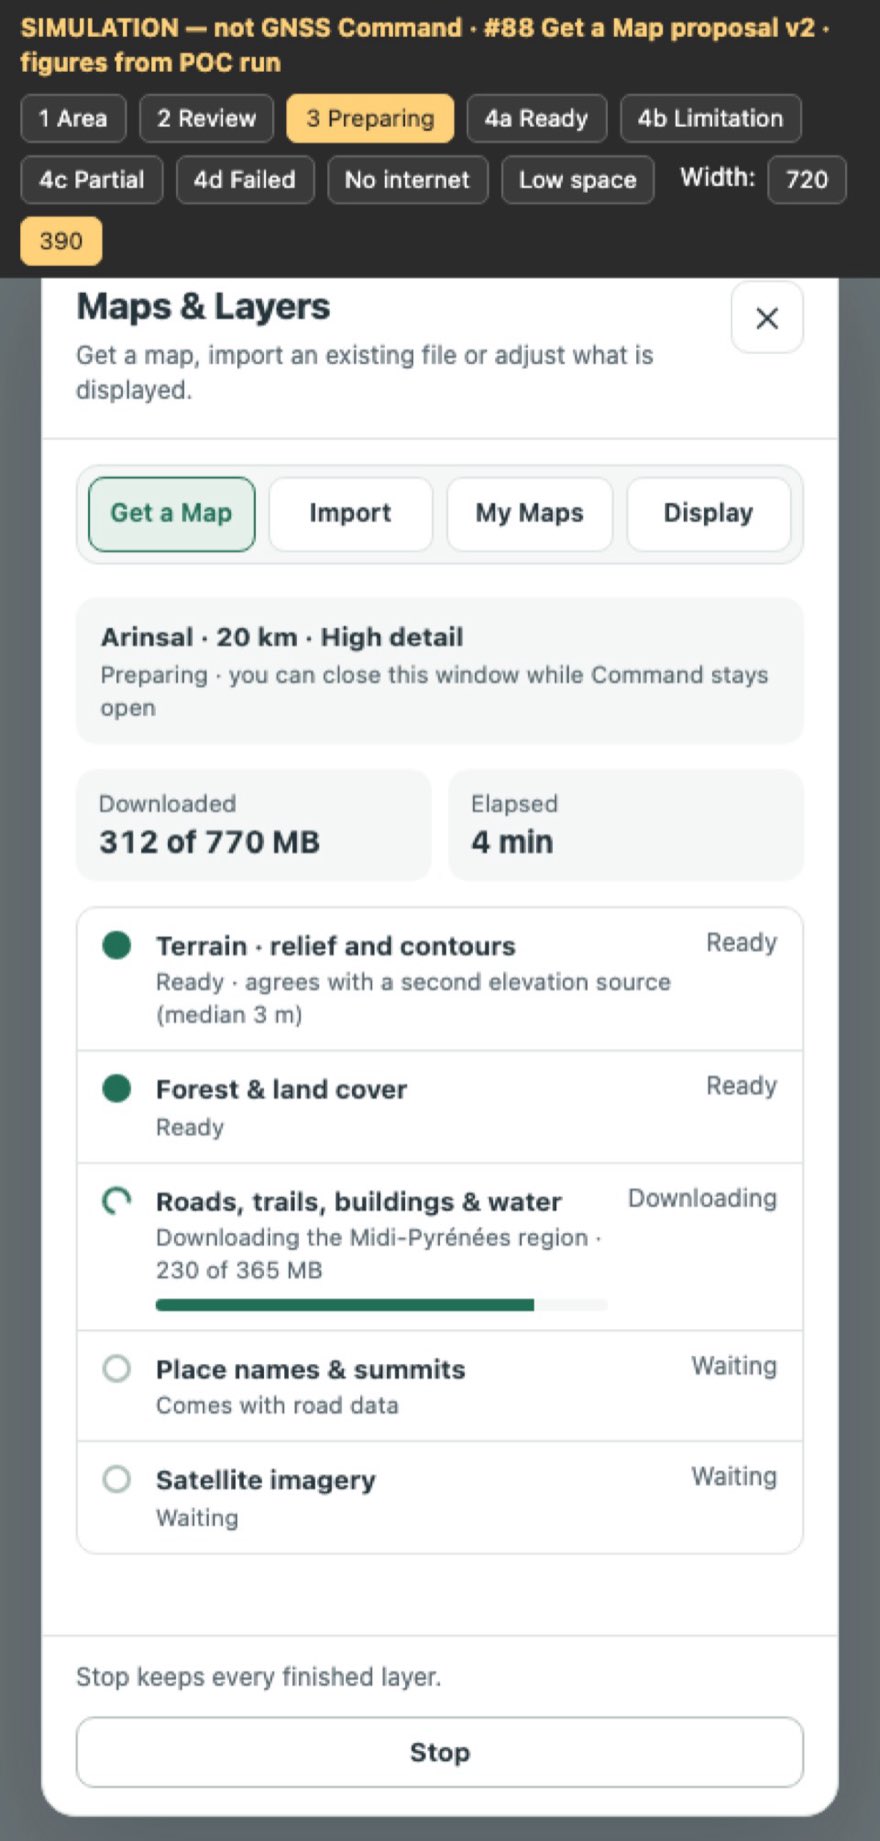 SIMULATION — not GNSS Command · #88 Get a Map proposal v2 ·
figures from POC run
1 Area
2 Review
3 Preparing
4a Ready
4b Limitation
4c Partial
4d Failed
No internet
Low space
Width:
720
390
Maps & Layers
Get a map, import an existing file or adjust what is
displayed.
Get a Map
Import
My Maps
Display
Arinsal · 20 km · High detail
Preparing · you can close this window while Command stays
open
Downloaded
312 of 770 MB
Elapsed
4 min
Terrain · relief and contours
Ready
Ready · agrees with a second elevation source
(median 3 m)
Forest & land cover
Ready
Ready
Roads, trails, buildings & water
Downloading
Downloading the Midi-Pyrénées region ·
230 of 365 MB
Place names & summits
Waiting
Comes with road data
Satellite imagery
Waiting
Waiting
Stop keeps every finished layer.
Stop